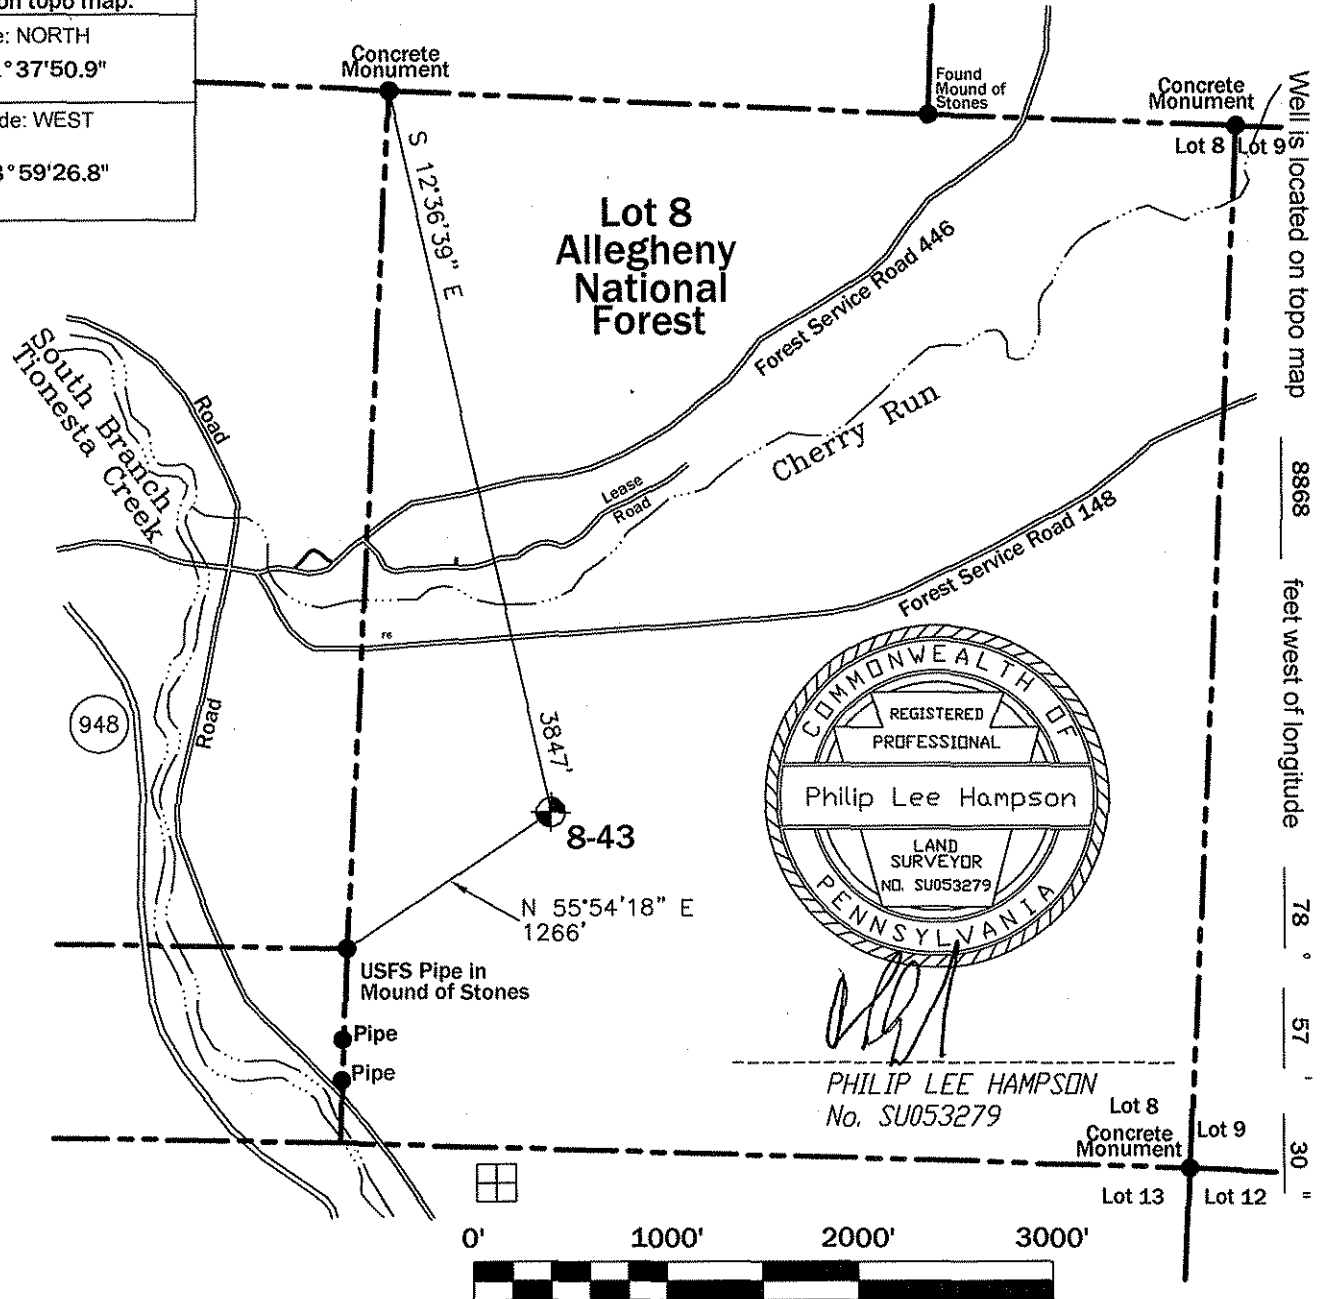 on topo map.
e: NORTH
°37'50.9"
de: WEST
°59'26.8"
Concrete
Monument
Found
Mound of
Stones
Concrete
Monument
Lot 8
Lot 9
S 12°36'39" E
Lot 8
Allegheny
National
Forest
Forest Service Road 446
Cherry Run
South Branch
Tionesta Creek
Road
Lease
Road
Forest Service Road 148
948
Road
3847'
8-43
N 55°54'18" E
1266'
COMMONWEALTH OF
REGISTERED
PROFESSIONAL
Philip Lee Hampson
LAND
SURVEYOR
NO. SU053279
PENNSYLVANIA
USFS Pipe in
Mound of Stones
Pipe
Pipe
PHILIP LEE HAMPSON
No. SU053279
Lot 8
Lot 9
Concrete
Monument
Lot 13
Lot 12
0' 1000' 2000' 3000'
Well is located on topo map 8868 feet west of longitude 78 ° 57 ' 30 "